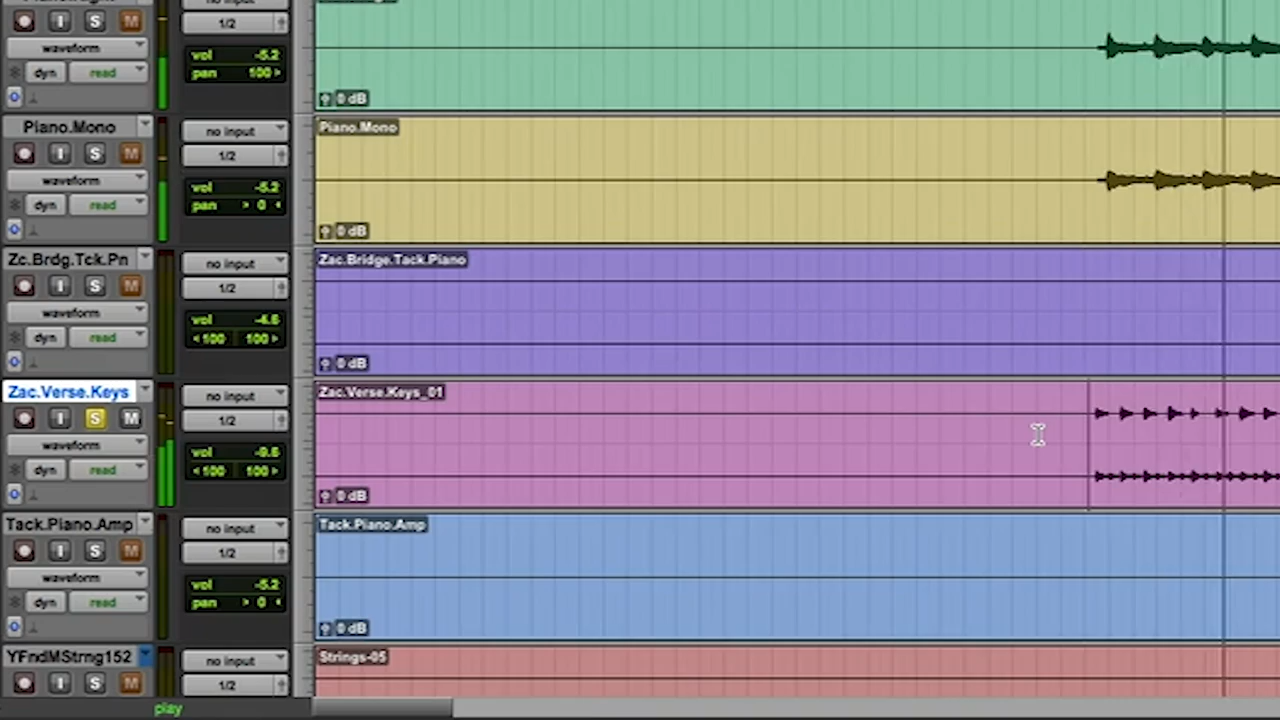 no input
I S M
1/2
waveform
vol -5.2
dyn read
pan 100
0 dB
Piano.Mono
no input
Piano.Mono
I S M
1/2
waveform
vol -5.2
dyn read
pan > 0 <
0 dB
Zc.Brdg.Tck.Pn
no input
Zac.Bridge.Tack.Piano
I S M
1/2
waveform
vol -4.6
dyn read
<100 100>
0 dB
Zac.Verse.Keys
no input
Zac.Verse.Keys_01
I S M
1/2
waveform
vol -9.6
dyn read
<100 100>
0 dB
Tack.Piano.Amp
no input
Tack.Piano.Amp
I S M
1/2
waveform
vol -5.2
dyn read
pan > 0 <
0 dB
YFndMStrng152
no input
Strings-05
I S M
1/2
play